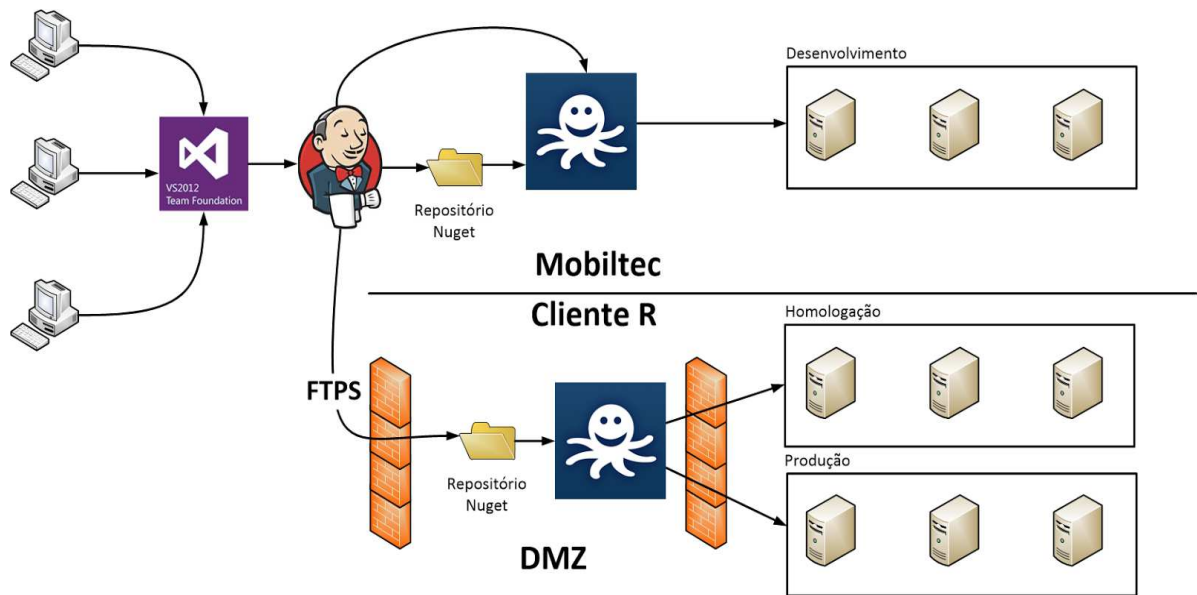 Desenvolvimento
VS2012
Team Foundation
Repositório
Nuget
Mobiltec
Cliente R
Homologação
FTPS
Repositório
Nuget
Produção
DMZ